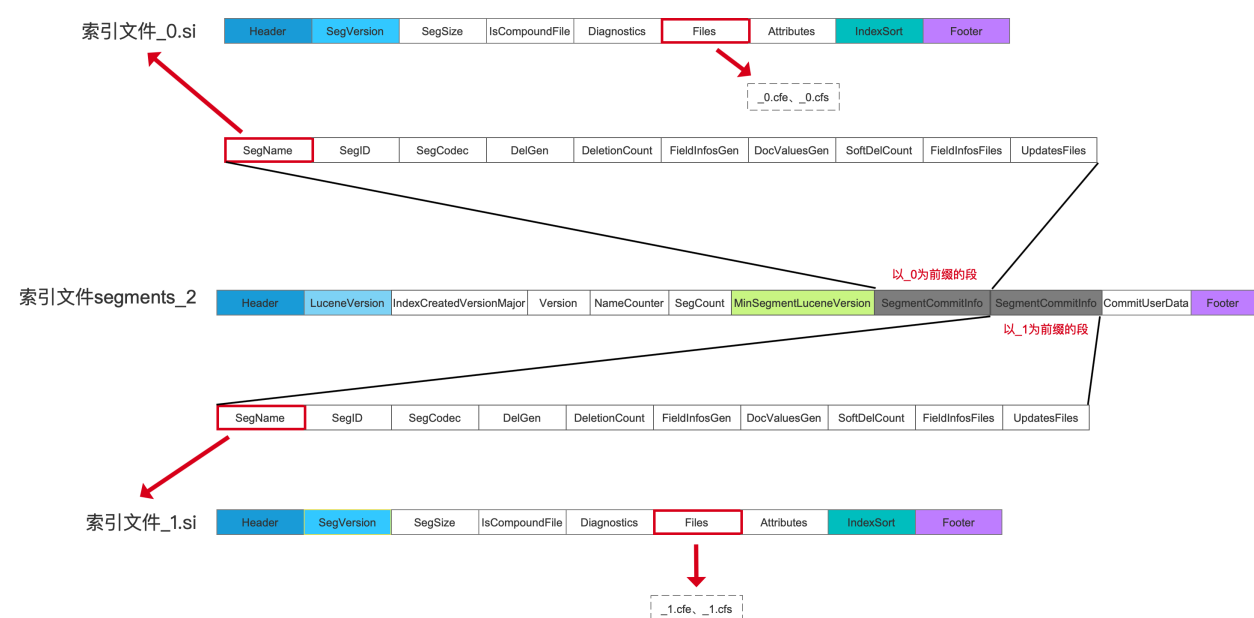 索引文件_0.si
Header SegVersion SegSize IsCompoundFile Diagnostics Files Attributes IndexSort Footer
_0.cfe、_0.cfs
SegName SegID SegCodec DelGen DeletionCount FieldInfosGen DocValuesGen SoftDelCount FieldInfosFiles UpdatesFiles
以_0为前缀的段
索引文件segments_2
Header LuceneVersion IndexCreatedVersionMajor Version NameCounter SegCount MinSegmentLuceneVersion SegmentCommitInfo SegmentCommitInfo CommitUserData Footer
以_1为前缀的段
SegName SegID SegCodec DelGen DeletionCount FieldInfosGen DocValuesGen SoftDelCount FieldInfosFiles UpdatesFiles
索引文件_1.si
Header SegVersion SegSize IsCompoundFile Diagnostics Files Attributes IndexSort Footer
_1.cfe、_1.cfs